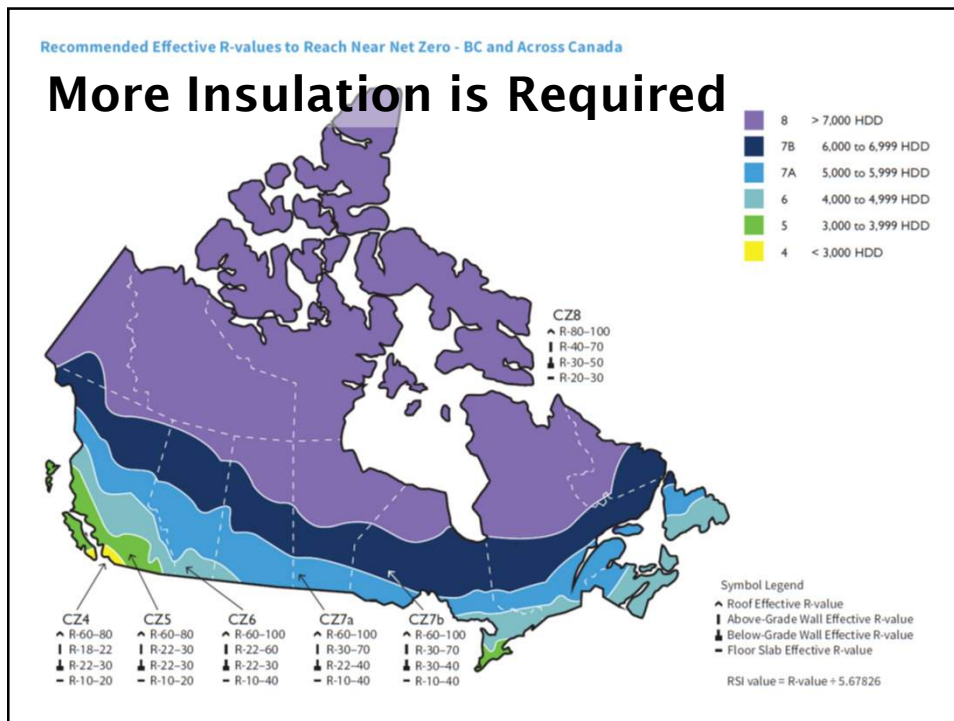 Recommended Effective R-values to Reach Near Net Zero - BC and Across Canada
More Insulation is Required
8 > 7,000 HDD
7B 6,000 to 6,999 HDD
7A 5,000 to 5,999 HDD
6 4,000 to 4,999 HDD
5 3,000 to 3,999 HDD
4 < 3,000 HDD
CZ8
R-80–100
R-40–70
R-30–50
R-20–30
CZ4
R-60–80
R-18–22
R-22–30
R-10–20
CZ5
R-60–80
R-22–30
R-22–30
R-10–20
CZ6
R-60–100
R-22–60
R-22–30
R-10–40
CZ7a
R-60–100
R-30–70
R-22–40
R-10–40
CZ7b
R-60–100
R-30–70
R-30–40
R-10–40
Symbol Legend
Roof Effective R-value
Above-Grade Wall Effective R-value
Below-Grade Wall Effective R-value
Floor Slab Effective R-value
RSI value = R-value ÷ 5.67826